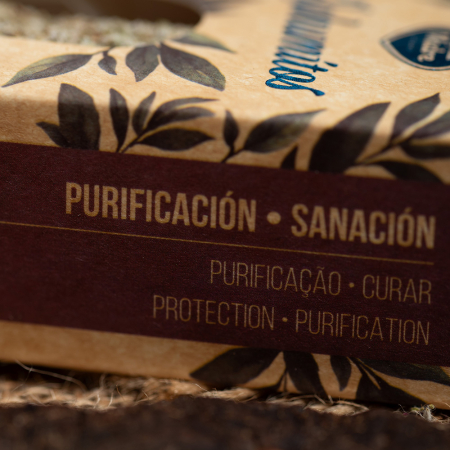 PURIFICACIÓN • SANACIÓN
PURIFICAÇÃO • CURAR
PROTECTION • PURIFICATION